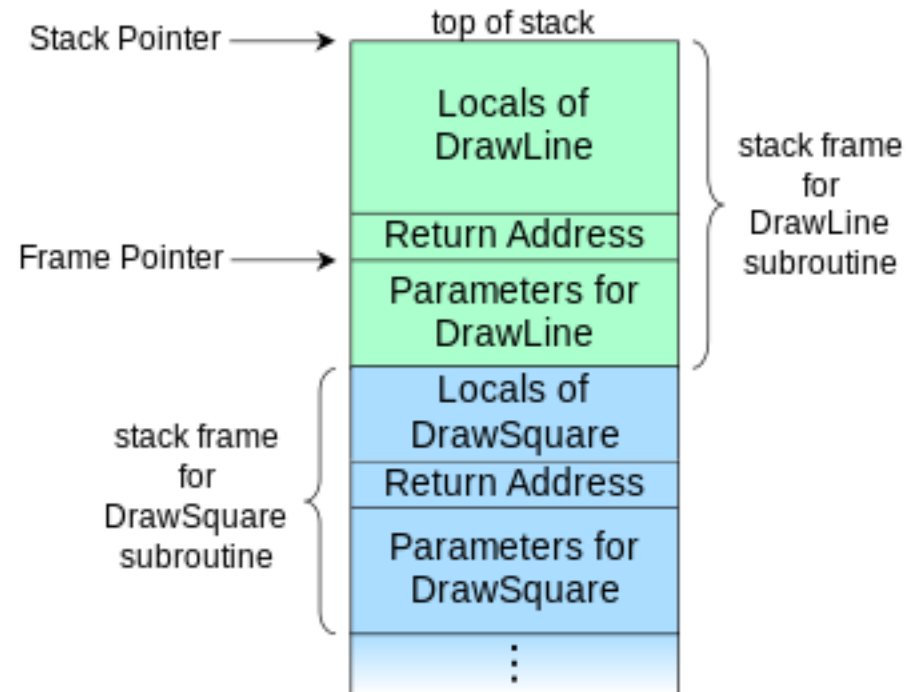 top of stack
Stack Pointer
Locals of
DrawLine
stack frame
for
DrawLine
subroutine
Return Address
Frame Pointer
Parameters for
DrawLine
Locals of
DrawSquare
stack frame
for
DrawSquare
subroutine
Return Address
Parameters for
DrawSquare
⋮